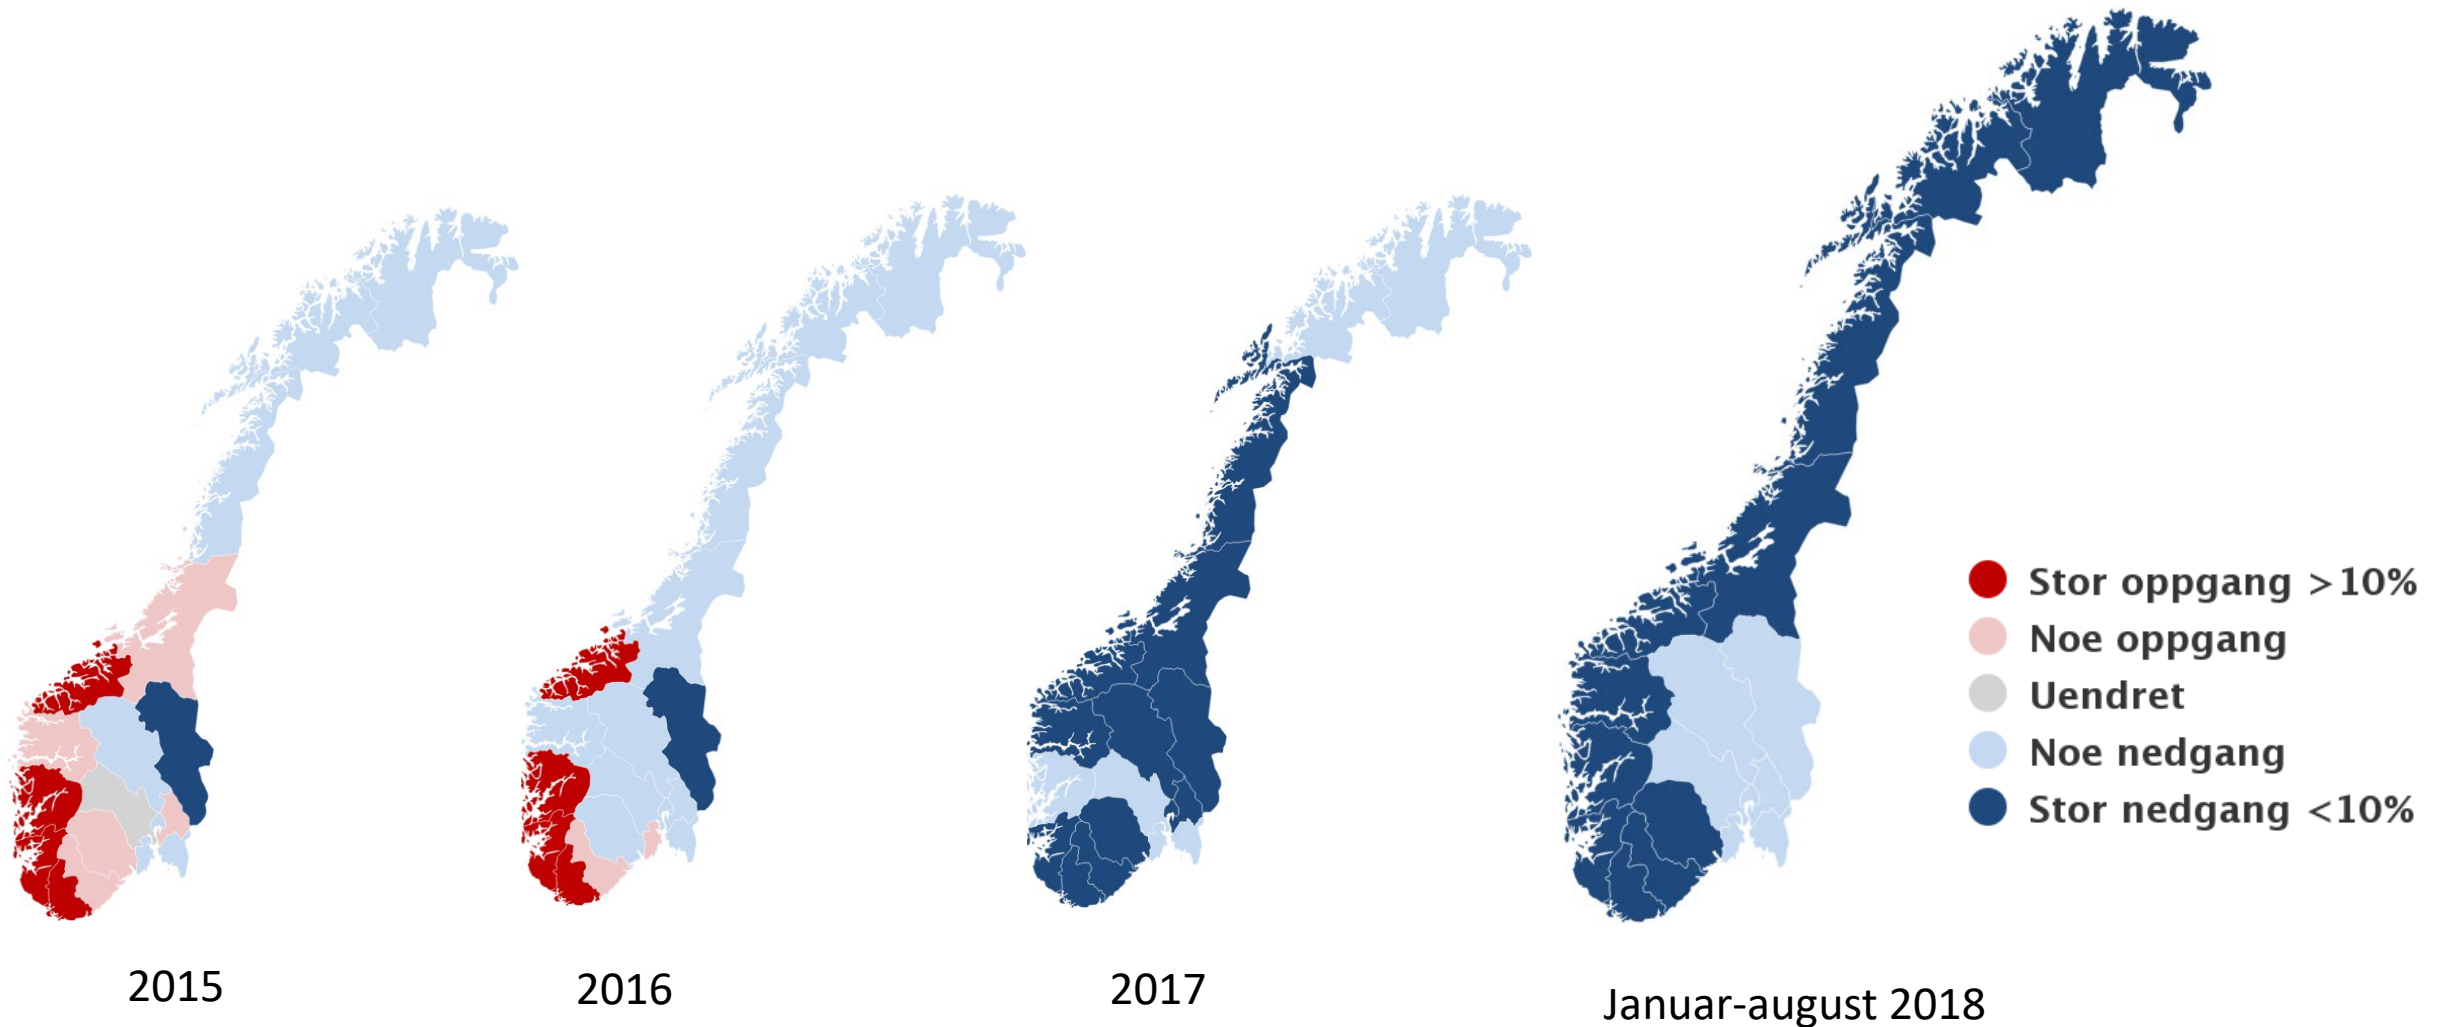 Stor oppgang >10%
Noe oppgang
Uendret
Noe nedgang
Stor nedgang <10%
2015
2016
2017
Januar-august 2018